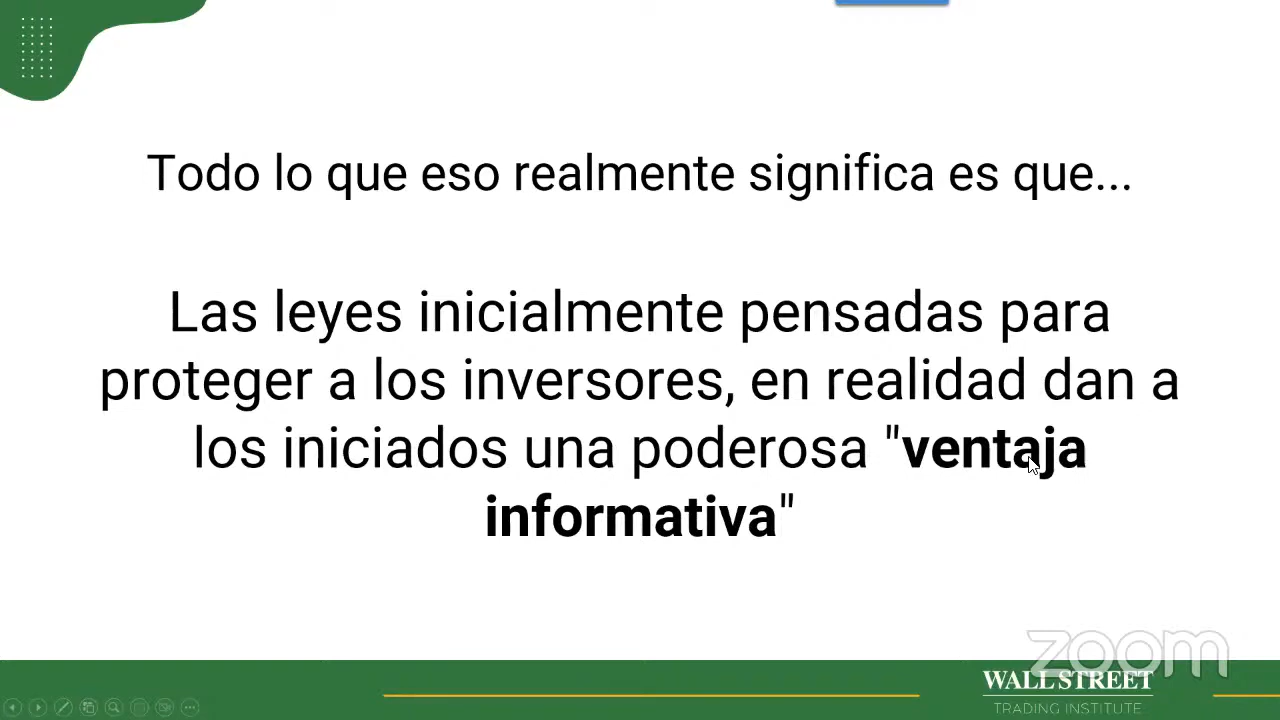 Todo lo que eso realmente significa es que...
Las leyes inicialmente pensadas para
proteger a los inversores, en realidad dan a
los iniciados una poderosa "ventaja
informativa"
zoom
WALL STREET
TRADING INSTITUTE